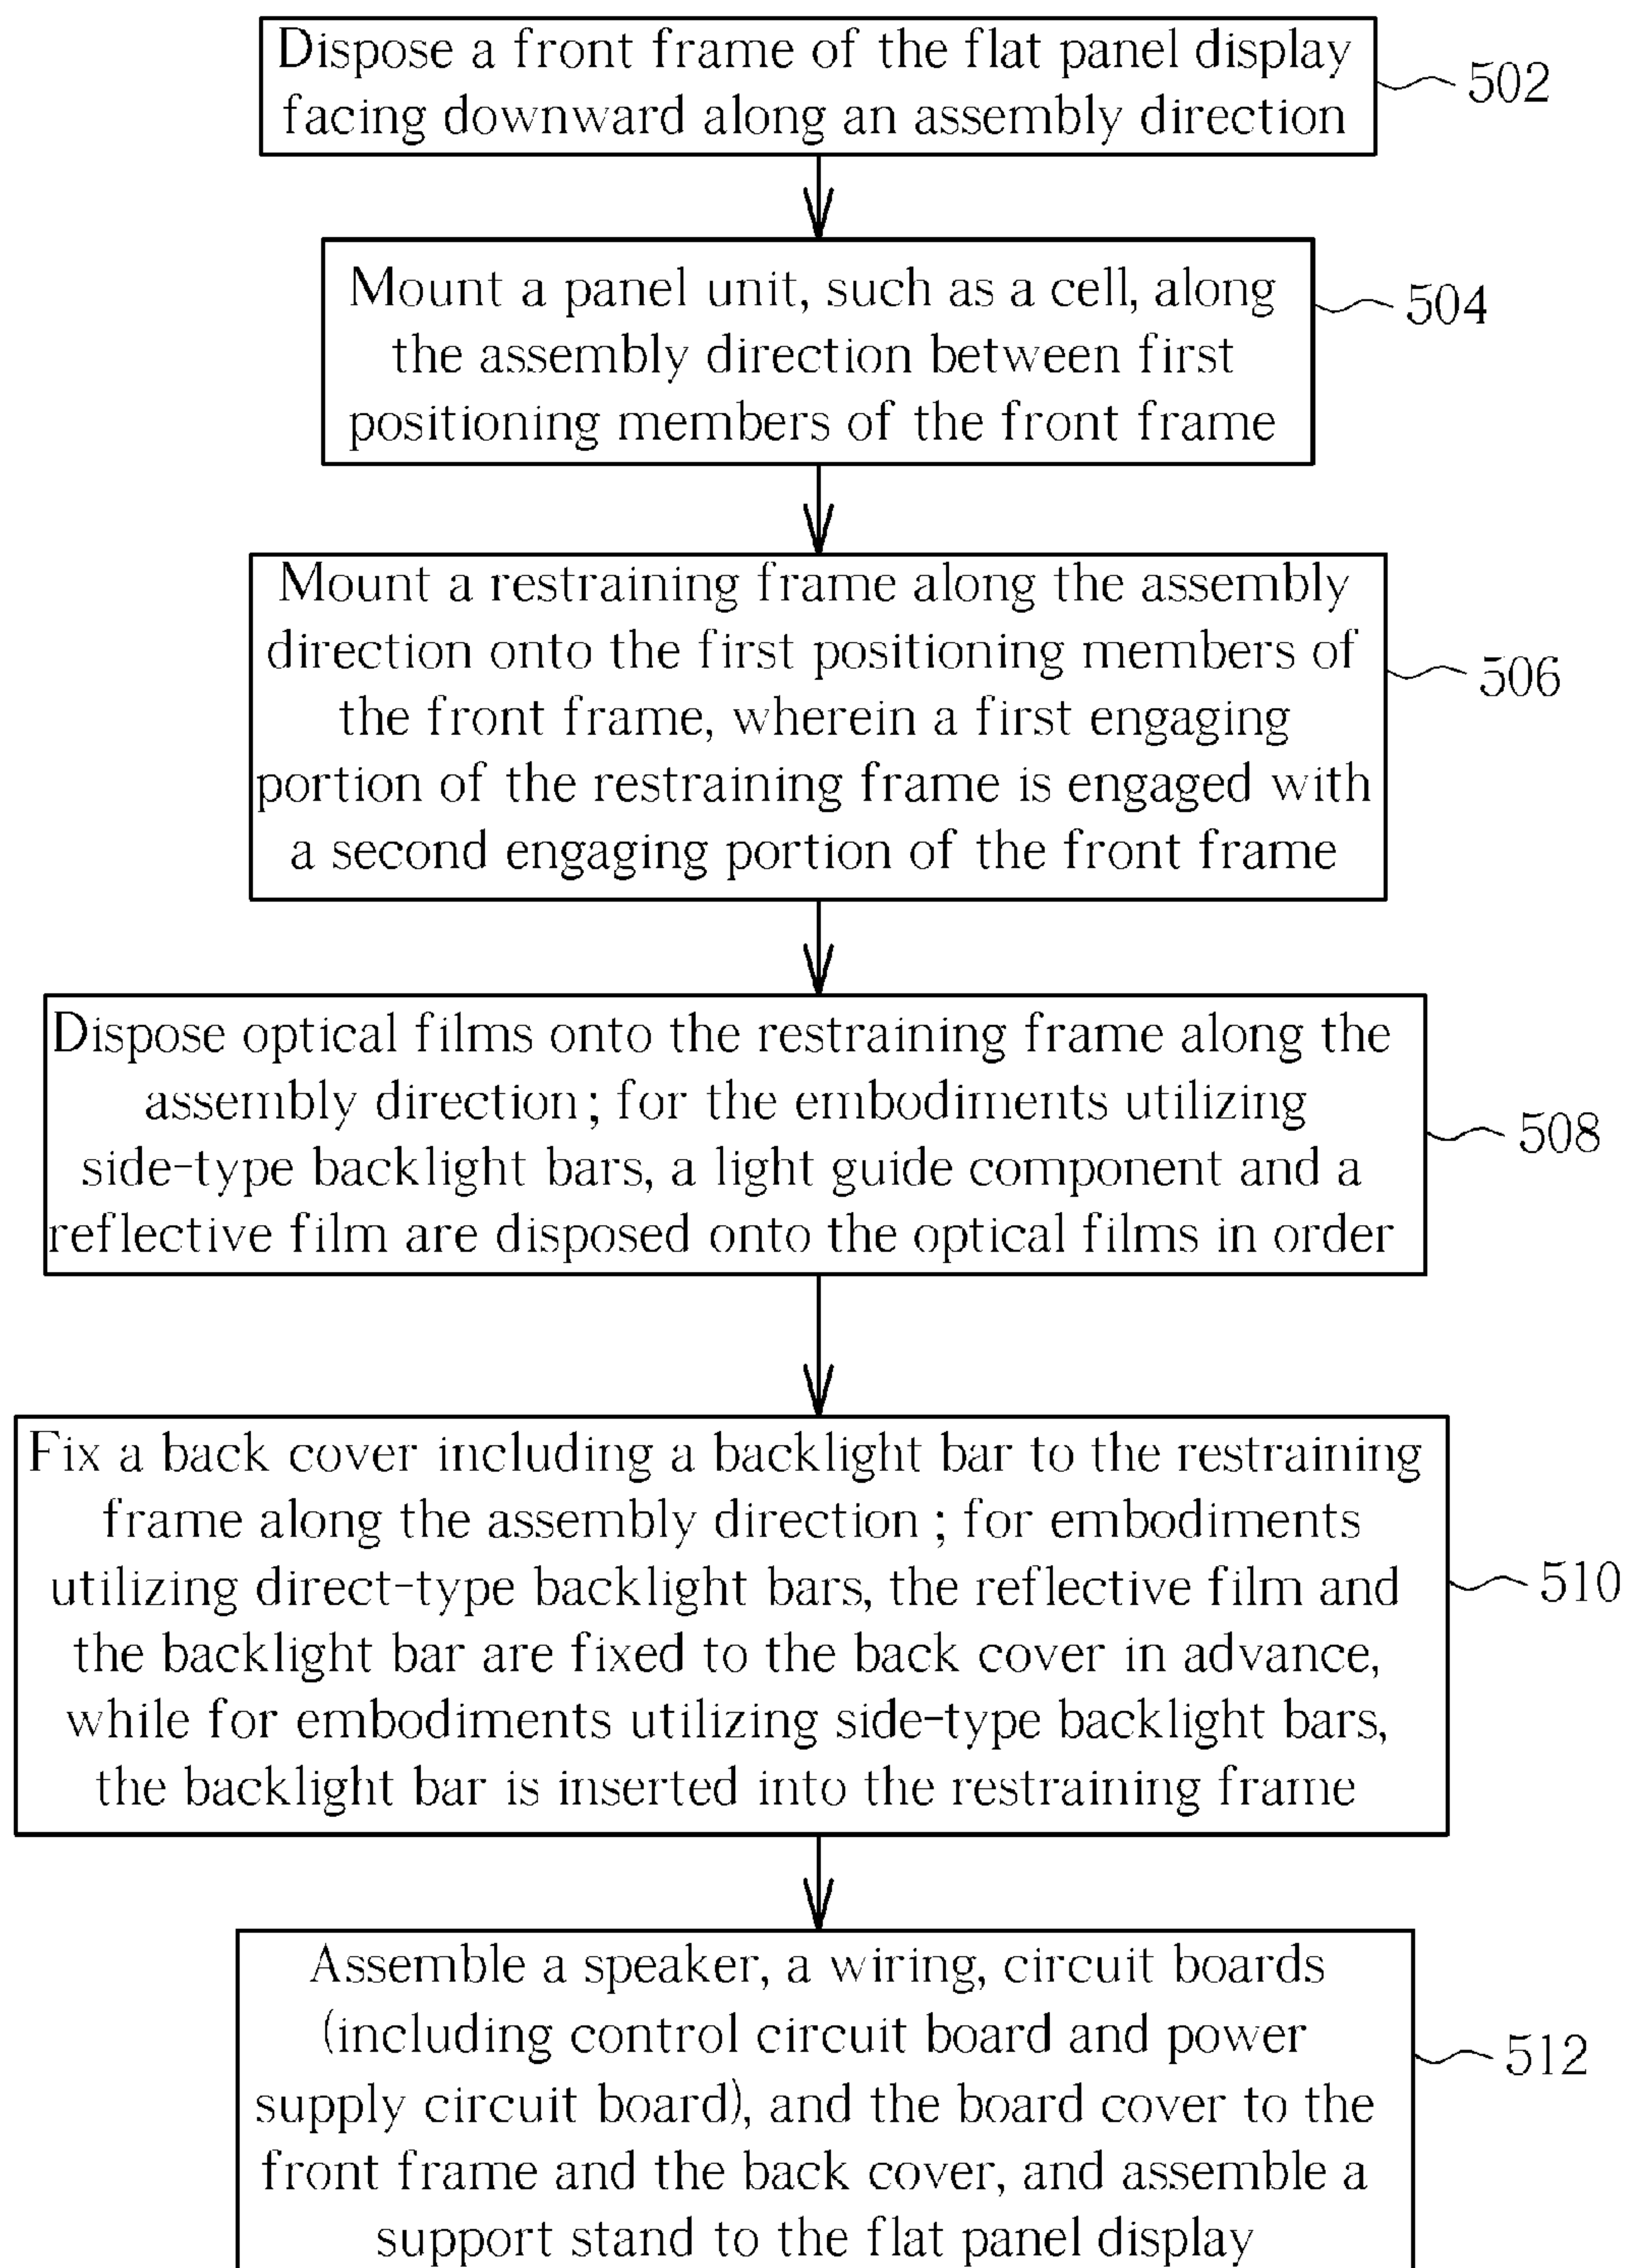 Dispose a front frame of the flat panel display
facing downward along an assembly direction
502
Mount a panel unit, such as a cell, along
the assembly direction between first
positioning members of the front frame
504
Mount a restraining frame along the assembly
direction onto the first positioning members of
the front frame, wherein a first engaging
portion of the restraining frame is engaged with
a second engaging portion of the front frame
506
Dispose optical films onto the restraining frame along the
assembly direction; for the embodiments utilizing
side-type backlight bars, a light guide component and a
reflective film are disposed onto the optical films in order
508
Fix a back cover including a backlight bar to the restraining
frame along the assembly direction; for embodiments
utilizing direct-type backlight bars, the reflective film and
the backlight bar are fixed to the back cover in advance,
while for embodiments utilizing side-type backlight bars,
the backlight bar is inserted into the restraining frame
510
Assemble a speaker, a wiring, circuit boards
(including control circuit board and power
supply circuit board), and the board cover to the
front frame and the back cover, and assemble a
support stand to the flat panel display
512